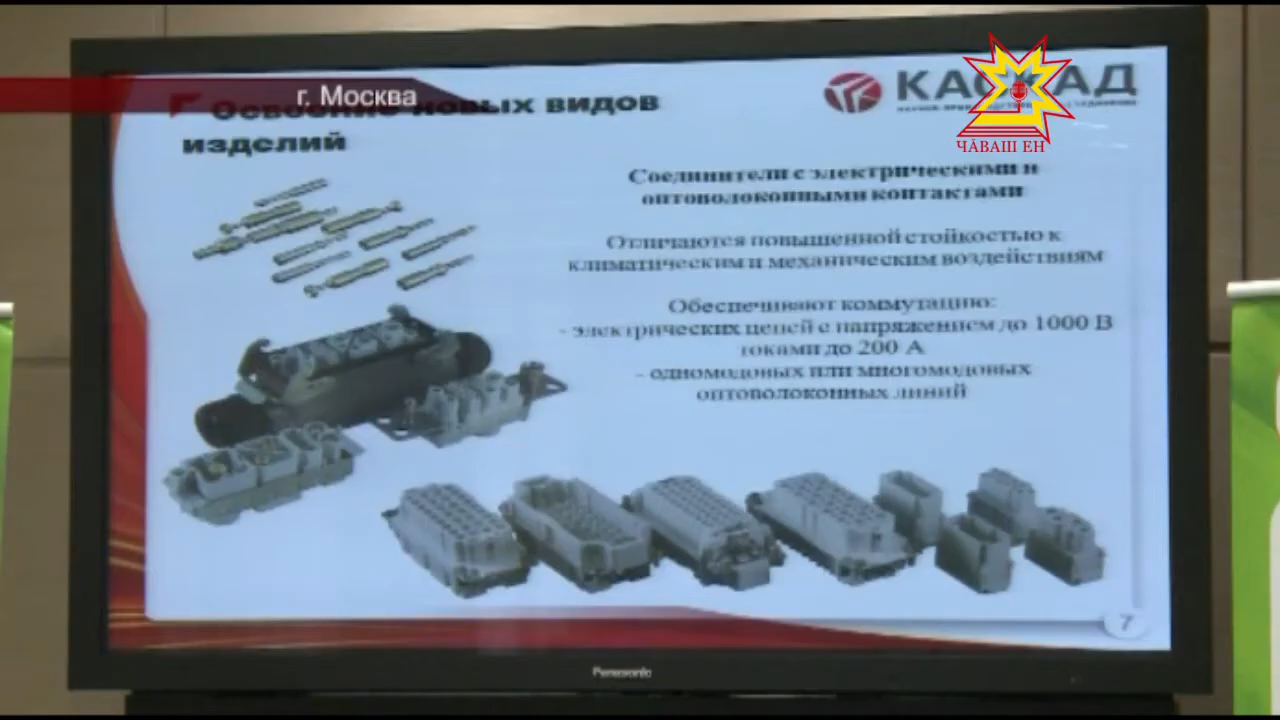 г. Москва
КАСКАД
ЧӐВАШ ЕН
Освоение новых видов
изделий
Соединители с электрическими и
оптоволоконными контактами
Отличаются повышенной стойкостью к
климатическим и механическим воздействиям
Обеспечивают коммутацию:
- электрических цепей с напряжением до 1000 В
токами до 200 А
- одномодовых или многомодовых
оптоволоконных линий
7
Panasonic